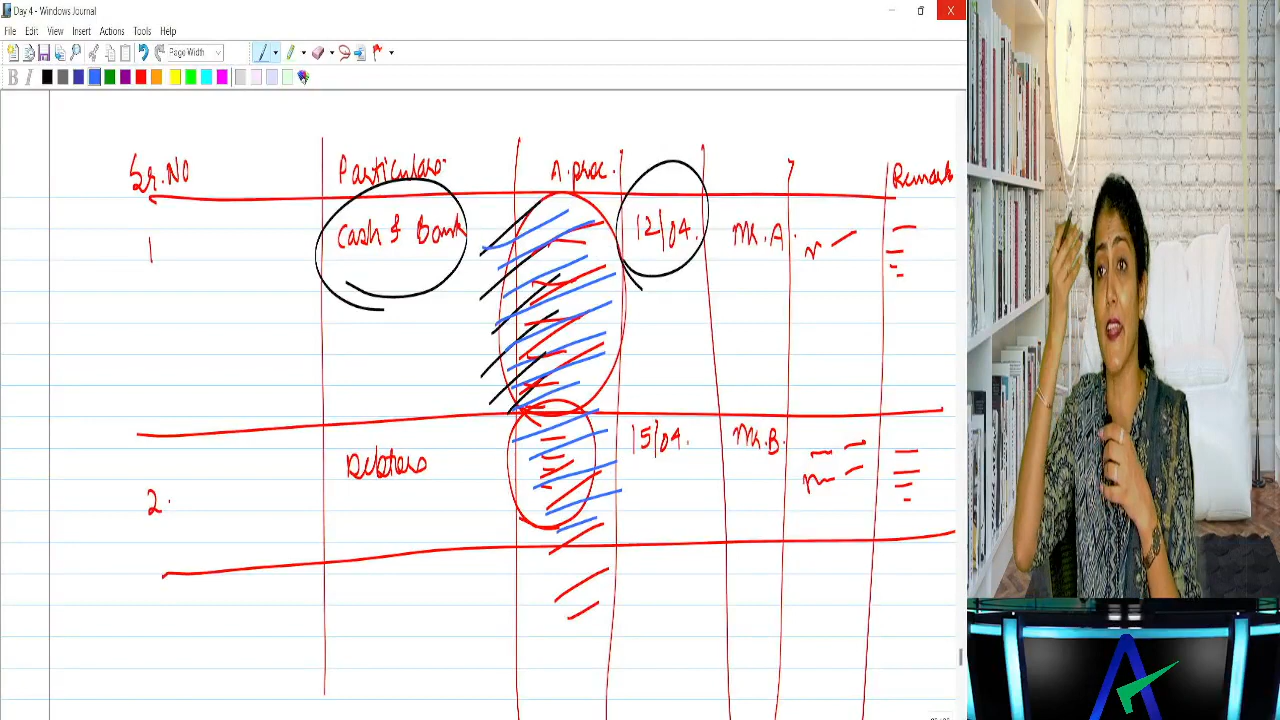 Day 4 - Windows Journal
File Edit View Insert Actions Tools Help
Page Width
B I
Sr. No Particulars A. proc. Remark
1 Cash & Bank 12/04. Mr. A.
2. Debtors 15/04. Mr. B.